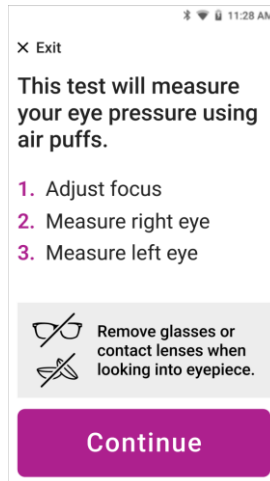 11:28 AM
Exit
This test will measure
your eye pressure using
air puffs.
1. Adjust focus
2. Measure right eye
3. Measure left eye
Remove glasses or
contact lenses when
looking into eyepiece.
Continue